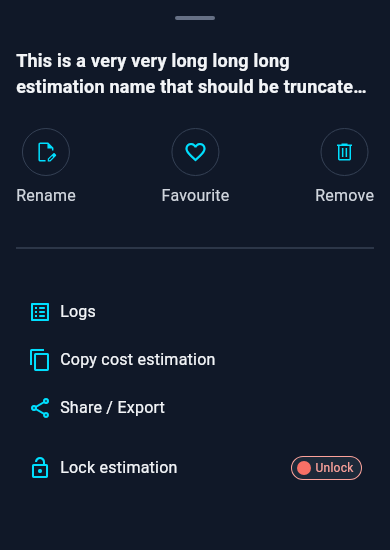 This is a very very long long long
estimation name that should be truncate…
Rename
Favourite
Remove
Logs
Copy cost estimation
Share / Export
Lock estimation
Unlock